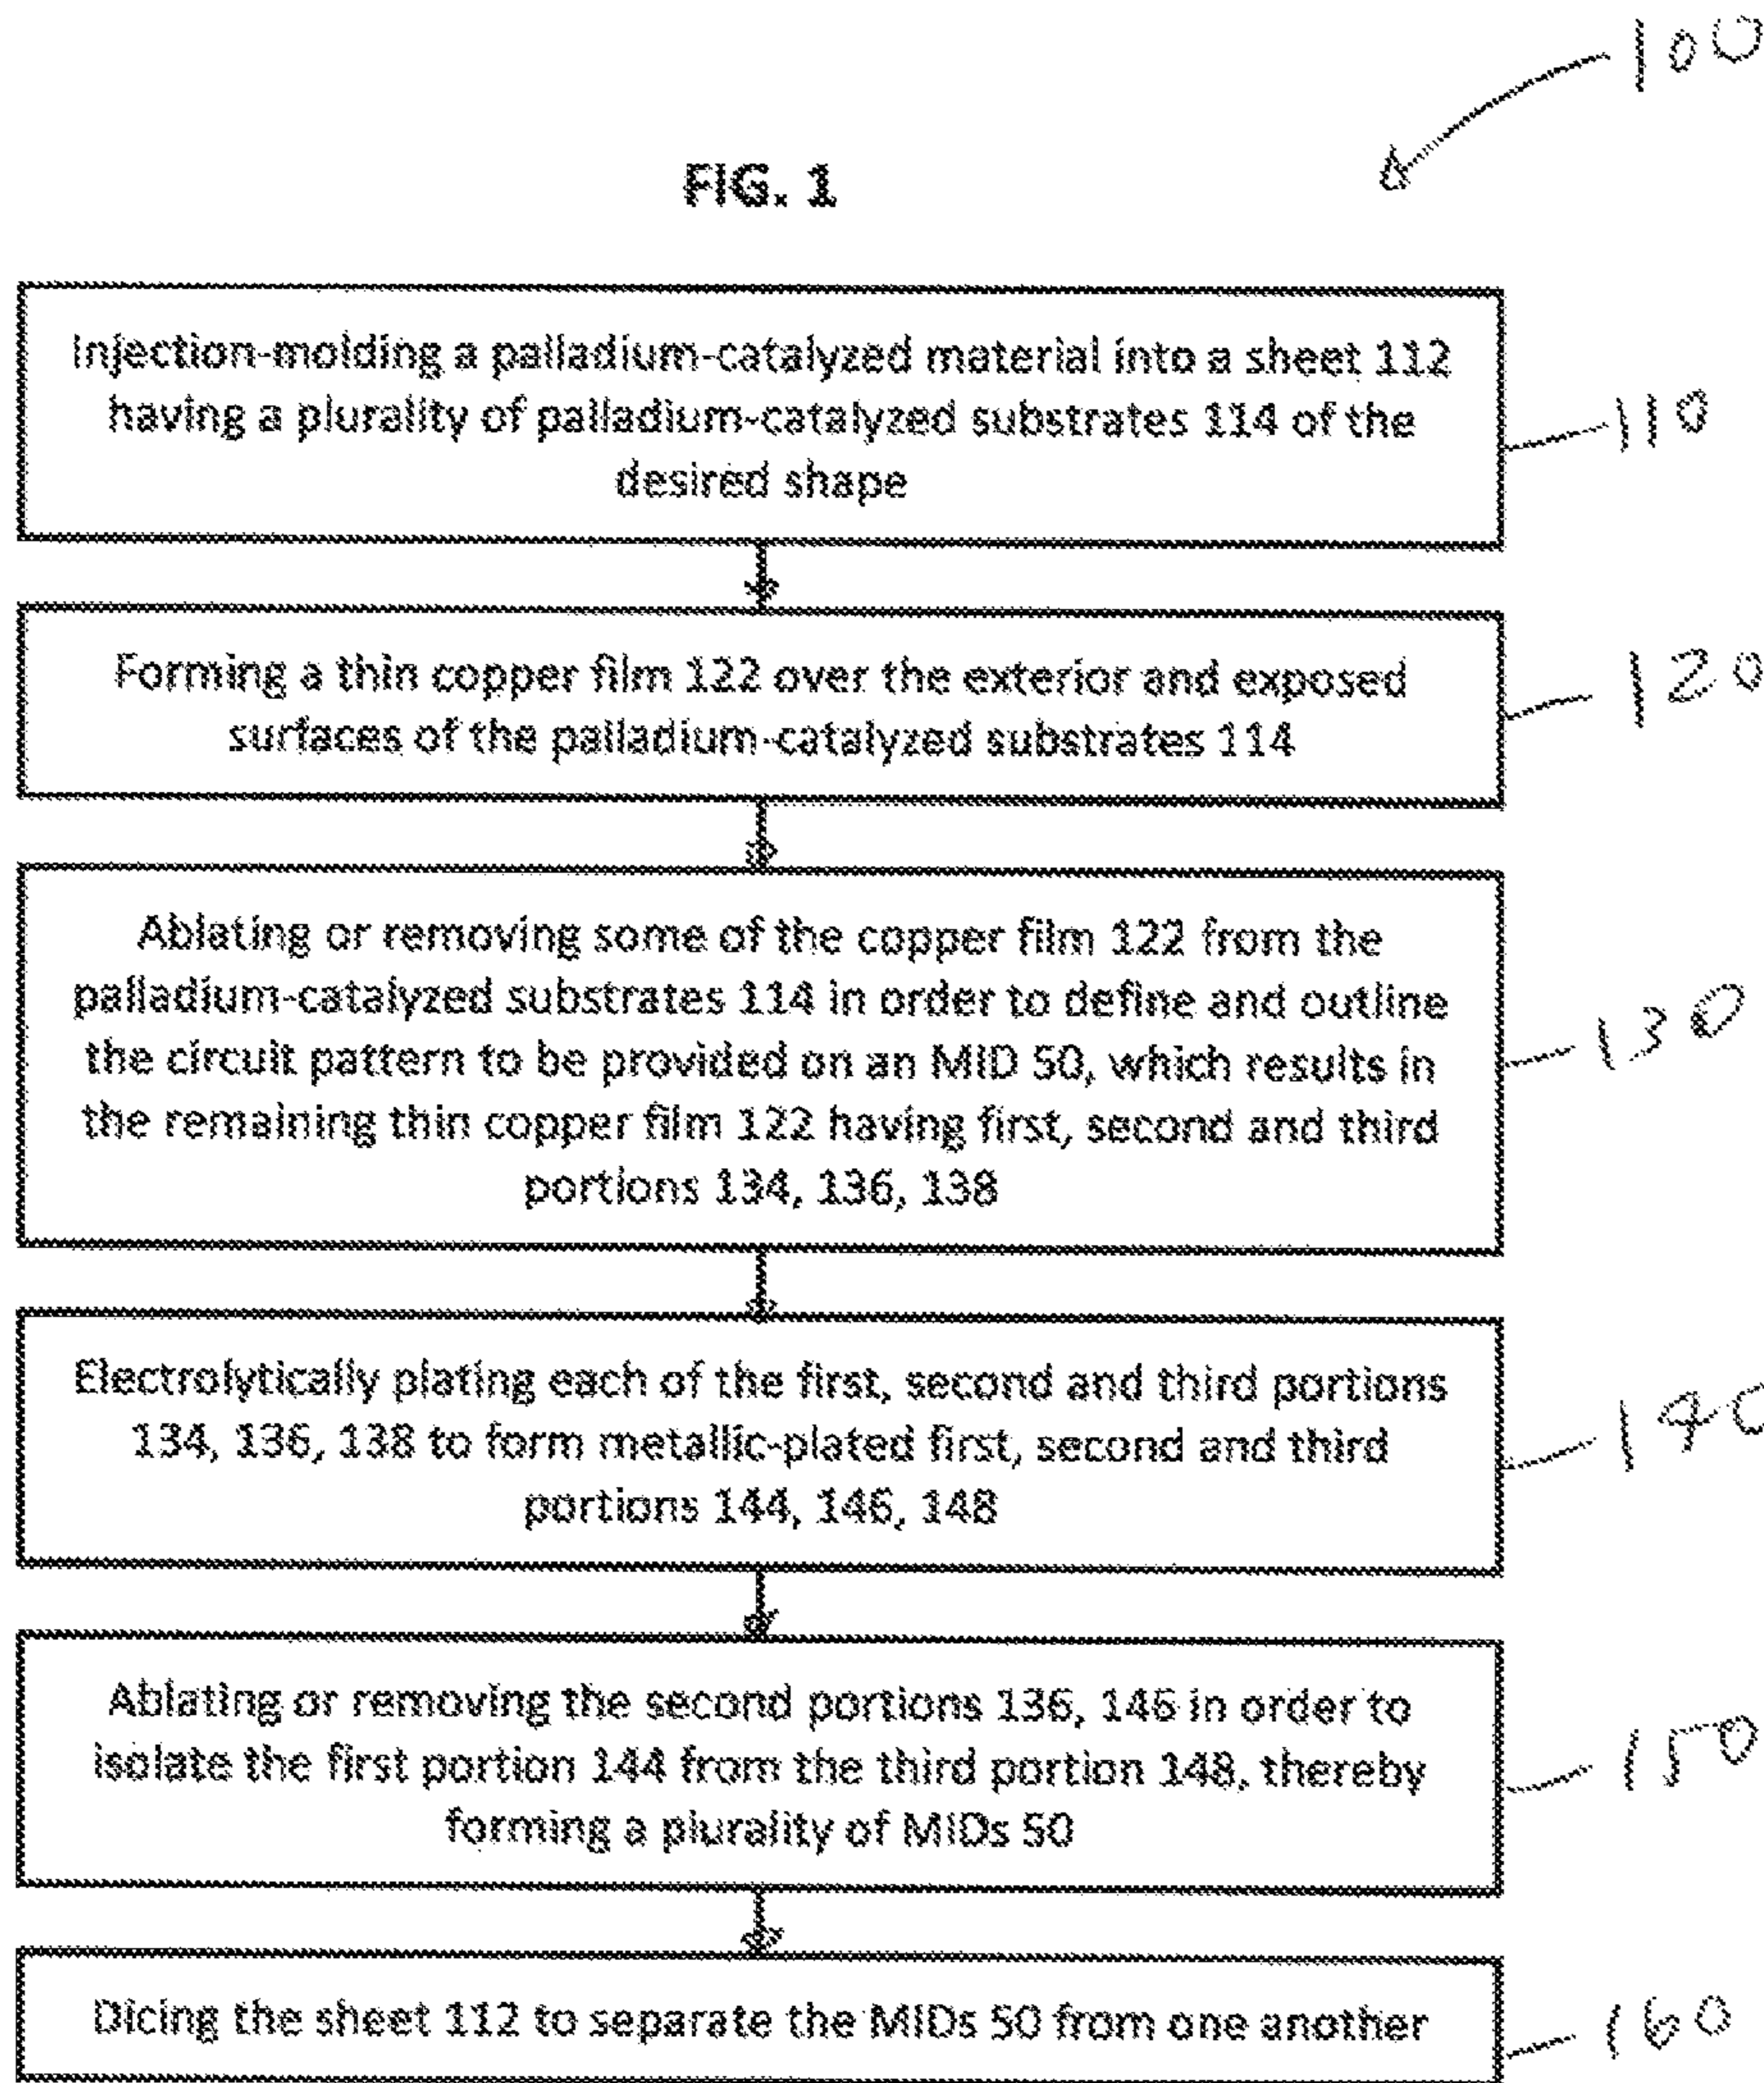 100
FIG. 1
Injection-molding a palladium-catalyzed material into a sheet 112
having a plurality of palladium-catalyzed substrates 114 of the
desired shape
110
Forming a thin copper film 122 over the exterior and exposed
surfaces of the palladium-catalyzed substrates 114
120
Ablating or removing some of the copper film 122 from the
palladium-catalyzed substrates 114 in order to define and outline
the circuit pattern to be provided on an MID 50, which results in
the remaining thin copper film 122 having first, second and third
portions 134, 136, 138
130
Electrolytically plating each of the first, second and third portions
134, 136, 138 to form metallic-plated first, second and third
portions 144, 146, 148
140
Ablating or removing the second portions 136, 146 in order to
isolate the first portion 144 from the third portion 148, thereby
forming a plurality of MIDs 50
150
Dicing the sheet 112 to separate the MIDs 50 from one another
160